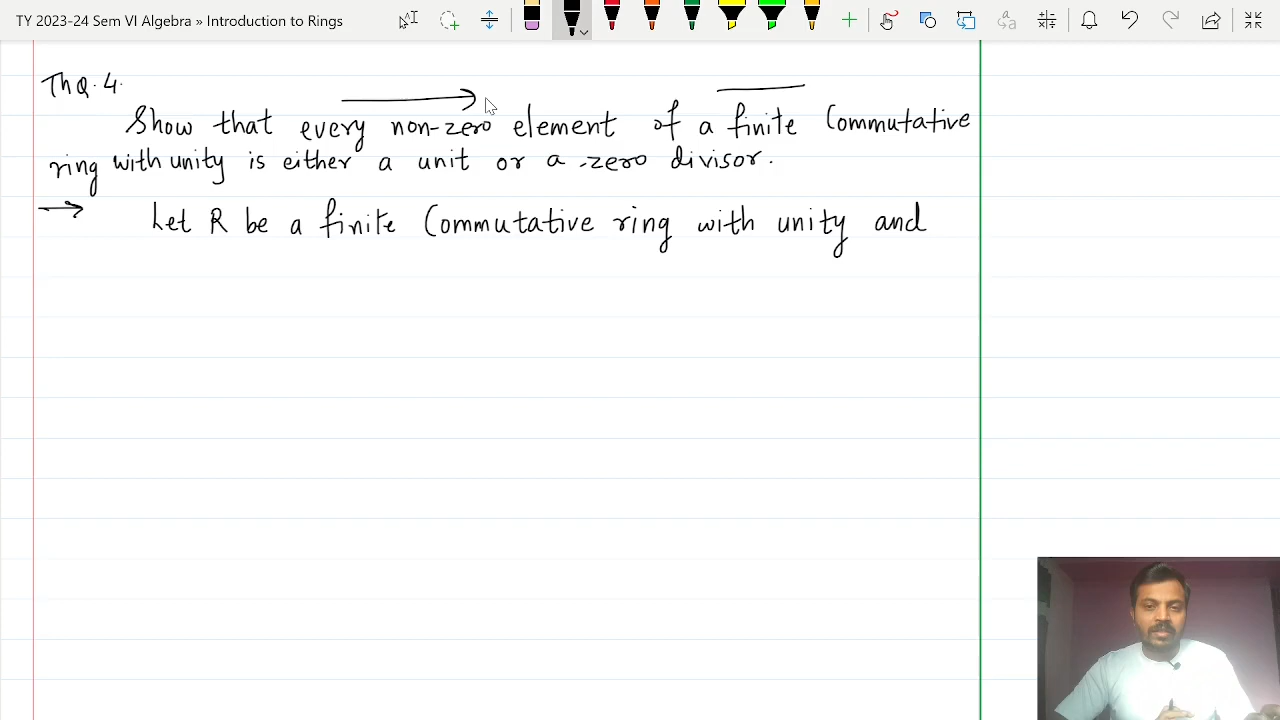 TY 2023-24 Sem VI Algebra » Introduction to Rings
Th Q. 4.
Show that every non-zero element of a finite Commutative
ring with unity is either a unit or a zero divisor.
→ Let R be a finite Commutative ring with unity and